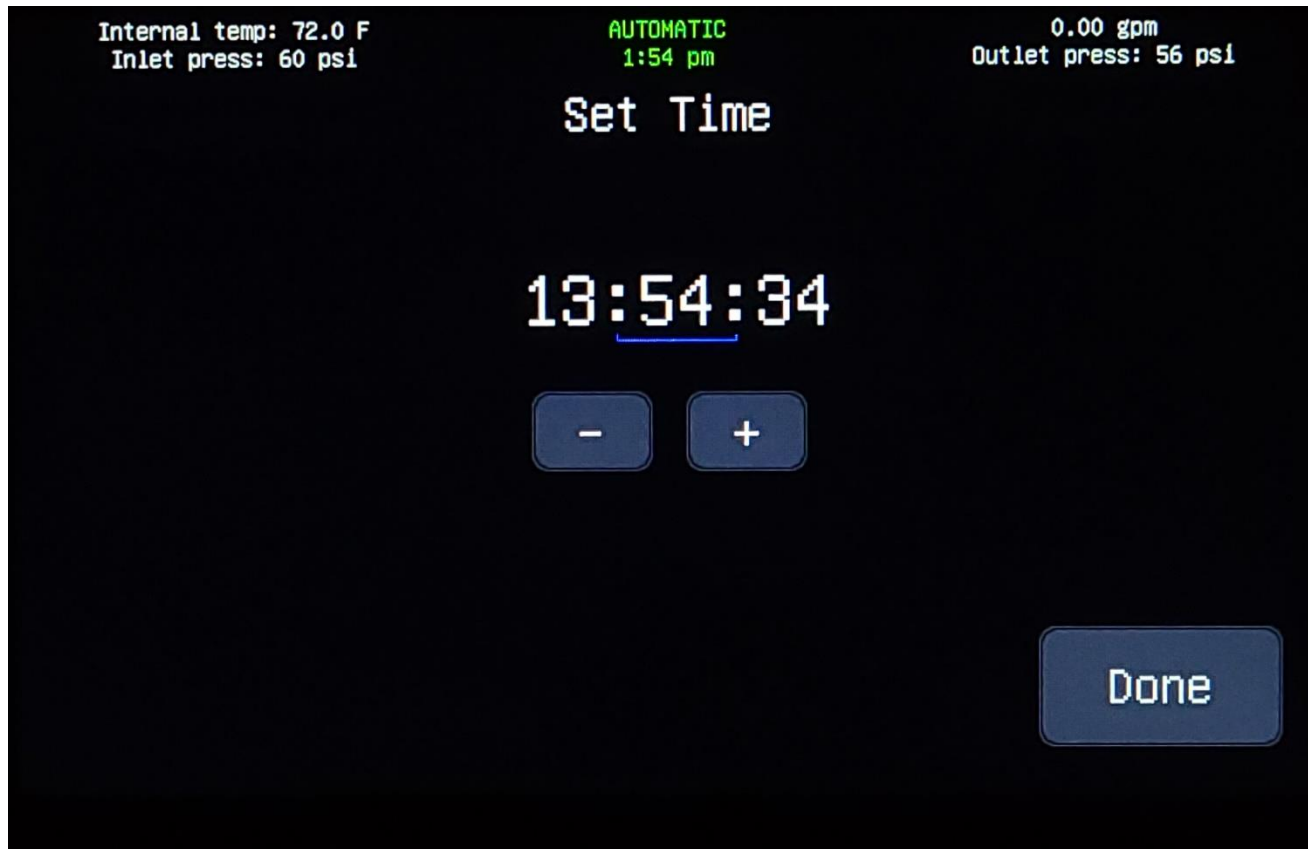 Internal temp: 72.0 F
Inlet press: 60 psi
AUTOMATIC
1:54 pm
0.00 gpm
Outlet press: 56 psi
Set Time
13:54:34
-
+
Done